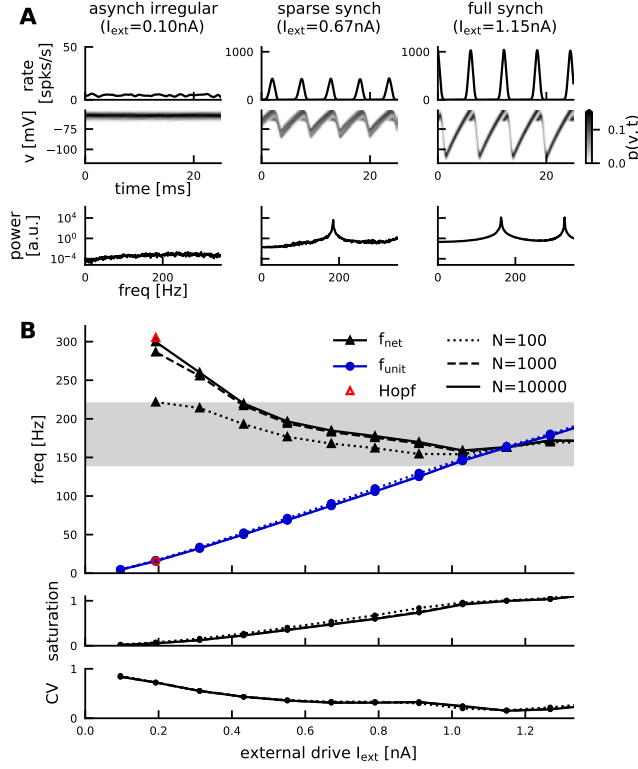 A
asynch irregular
(I_ext=0.10nA)
sparse synch
(I_ext=0.67nA)
full synch
(I_ext=1.15nA)
rate
[spks/s]
50
0
1000
0
1000
0
v [mV]
−75
−100
0.1
0.0
p(v, t)
0 20
0 20
0 20
time [ms]
power
[a.u.]
10^4
10^0
10^−4
0 200
0 200
0 200
freq [Hz]
B
freq [Hz]
300
250
200
150
100
50
0
f_net
f_unit
Hopf
N=100
N=1000
N=10000
saturation
1
0
CV
1
0
0.0 0.2 0.4 0.6 0.8 1.0 1.2
external drive I_ext [nA]